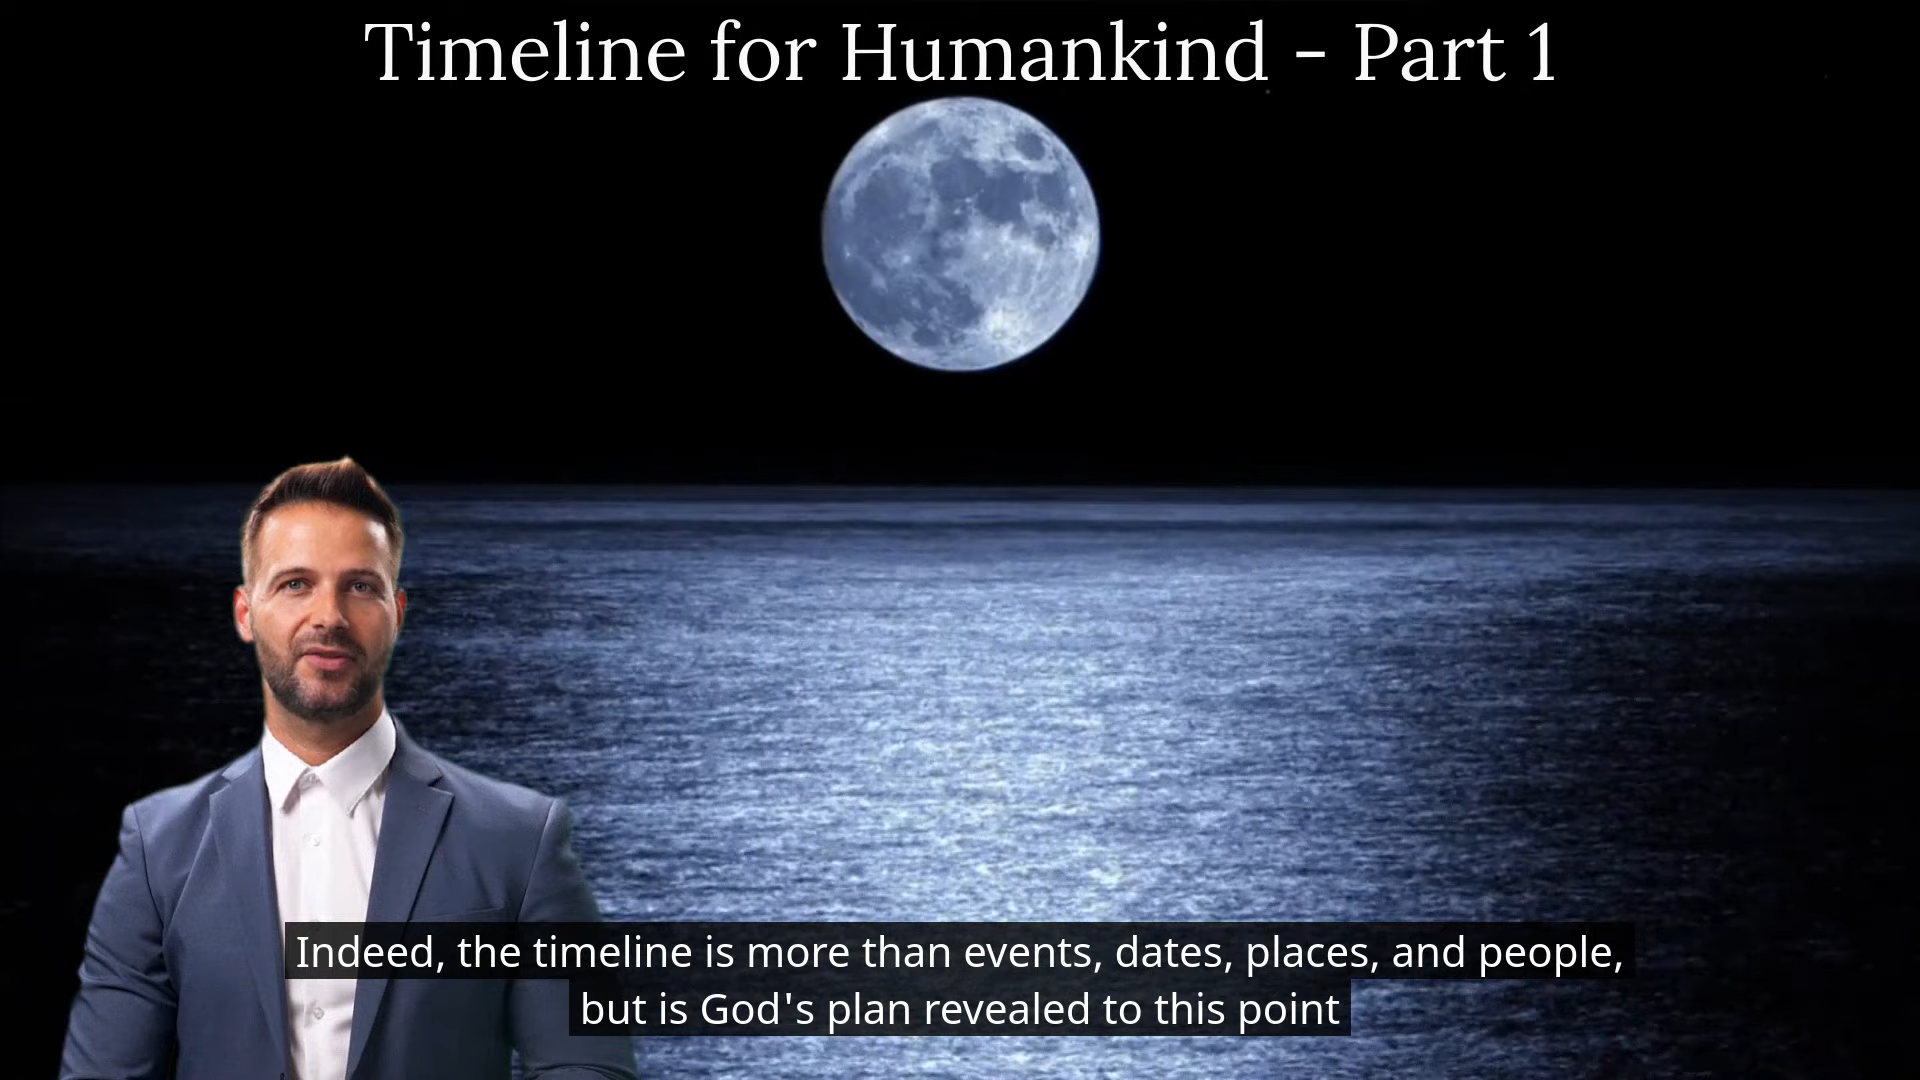 Timeline for Humankind - Part 1
Indeed, the timeline is more than events, dates, places, and people,
but is God's plan revealed to this point